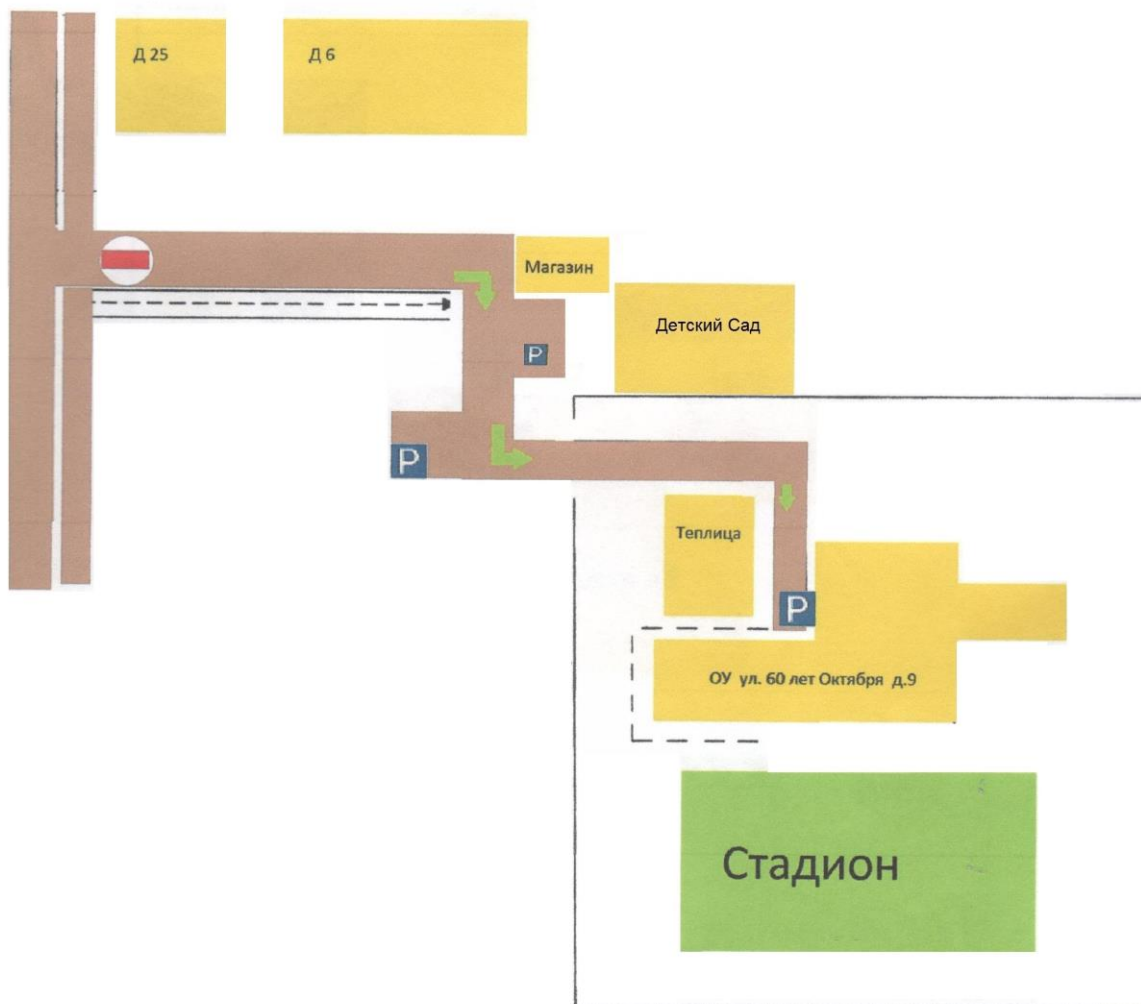 Д 25
Д 6
Магазин
Детский Сад
P
P
Теплица
P
ОУ ул. 60 лет Октября д.9
Стадион